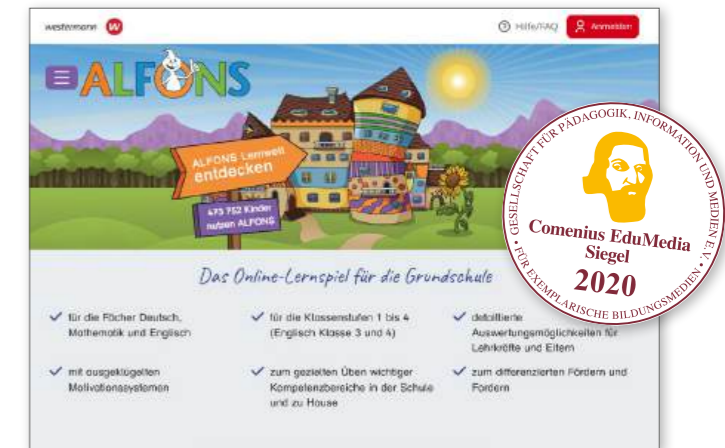 westermann
Hilfe/FAQ
Anmelden
ALFONS
ALFONS Lernwelt
entdecken
473 752 Kinder
nutzen ALFONS
Das Online-Lernspiel für die Grundschule
für die Fächer Deutsch,
Mathematik und Englisch
mit ausgeklügelten
Motivationssystemen
für die Klassenstufen 1 bis 4
(Englisch Klasse 3 und 4)
zum gezielten Üben wichtiger
Kompetenzbereiche in der Schule
und zu Hause
detaillierte
Auswertungsmöglichkeiten für
Lehrkräfte und Eltern
zum differenzierten Fördern und
Fordern
GESELLSCHAFT FÜR PÄDAGOGIK, INFORMATION UND MEDIEN E.V.
Comenius EduMedia
Siegel
2020
FÜR EXEMPLARISCHE BILDUNGSMEDIEN